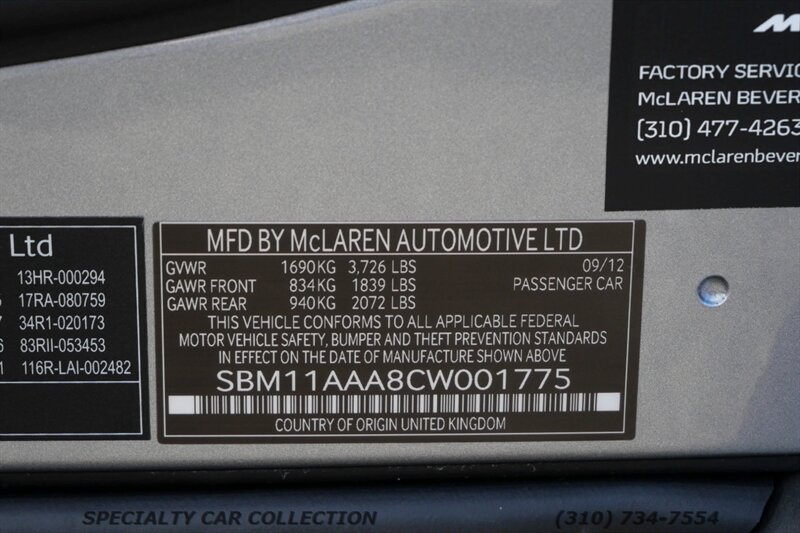 FACTORY SERVIC
McLAREN BEVER
(310) 477-4263
www.mclarenbever
Ltd
13HR-000294
17RA-080759
34R1-020173
83RII-053453
116R-LAI-002482
MFD BY McLAREN AUTOMOTIVE LTD
GVWR 1690KG 3,726 LBS 09/12
GAWR FRONT 834KG 1839 LBS PASSENGER CAR
GAWR REAR 940KG 2072 LBS
THIS VEHICLE CONFORMS TO ALL APPLICABLE FEDERAL
MOTOR VEHICLE SAFETY, BUMPER AND THEFT PREVENTION STANDARDS
IN EFFECT ON THE DATE OF MANUFACTURE SHOWN ABOVE
SBM11AAA8CW001775
COUNTRY OF ORIGIN UNITED KINGDOM
SPECIALTY CAR COLLECTION (310) 734-7554